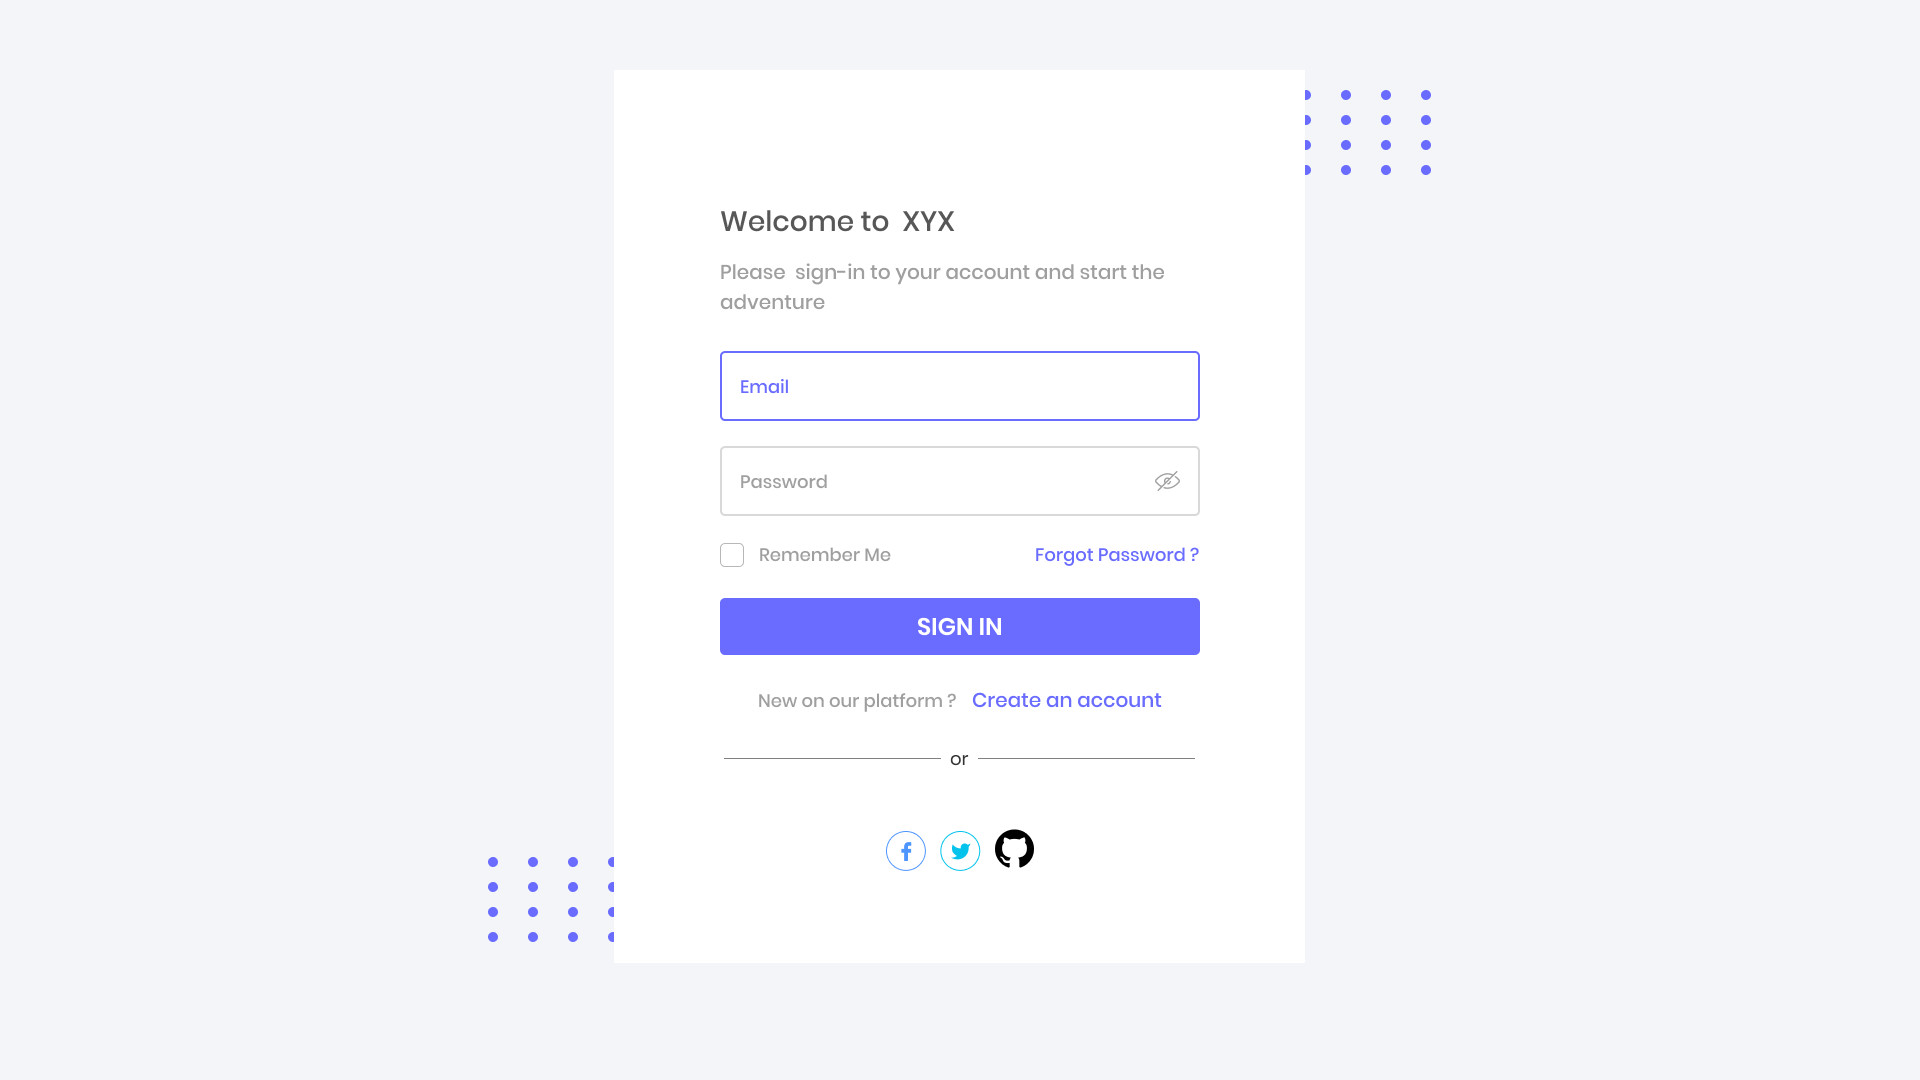 Welcome to  XYX
Please  sign-in to your account and start the
adventure
Email
Password
Remember Me
Forgot Password ?
SIGN IN
New on our platform ?
Create an account
or